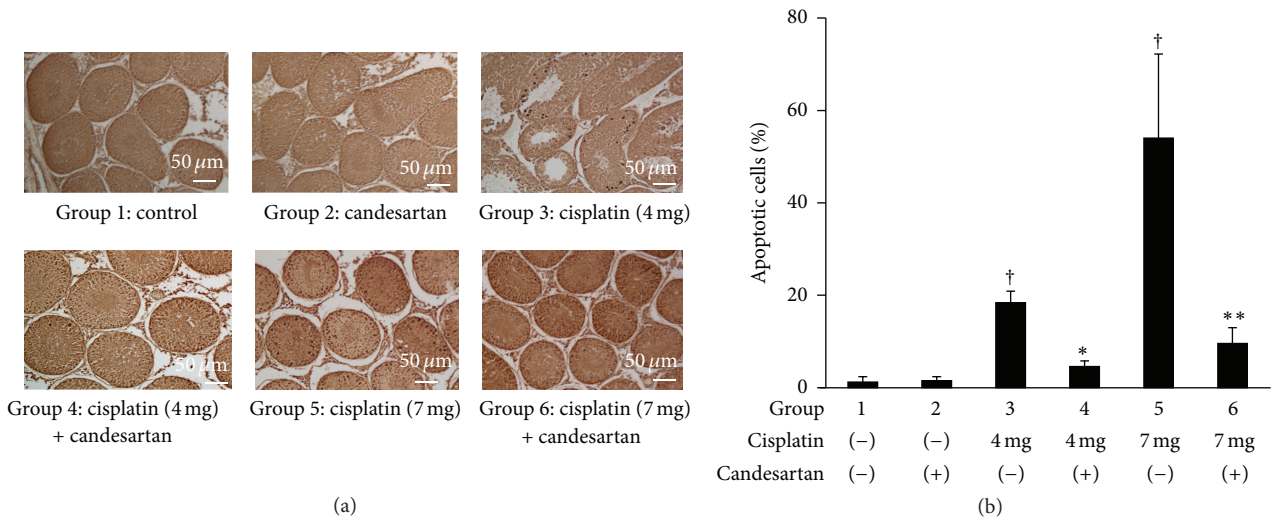 50 μm
50 μm
50 μm
Group 1: control
Group 2: candesartan
Group 3: cisplatin (4 mg)
50 μm
50 μm
50 μm
Group 4: cisplatin (4 mg)
+ candesartan
Group 5: cisplatin (7 mg)
Group 6: cisplatin (7 mg)
+ candesartan
(a)
Apoptotic cells (%)
80
60
40
20
0
†
*
†
**
Group 1 2 3 4 5 6
Cisplatin (−) (−) 4 mg 4 mg 7 mg 7 mg
Candesartan (−) (+) (−) (+) (−) (+)
(b)